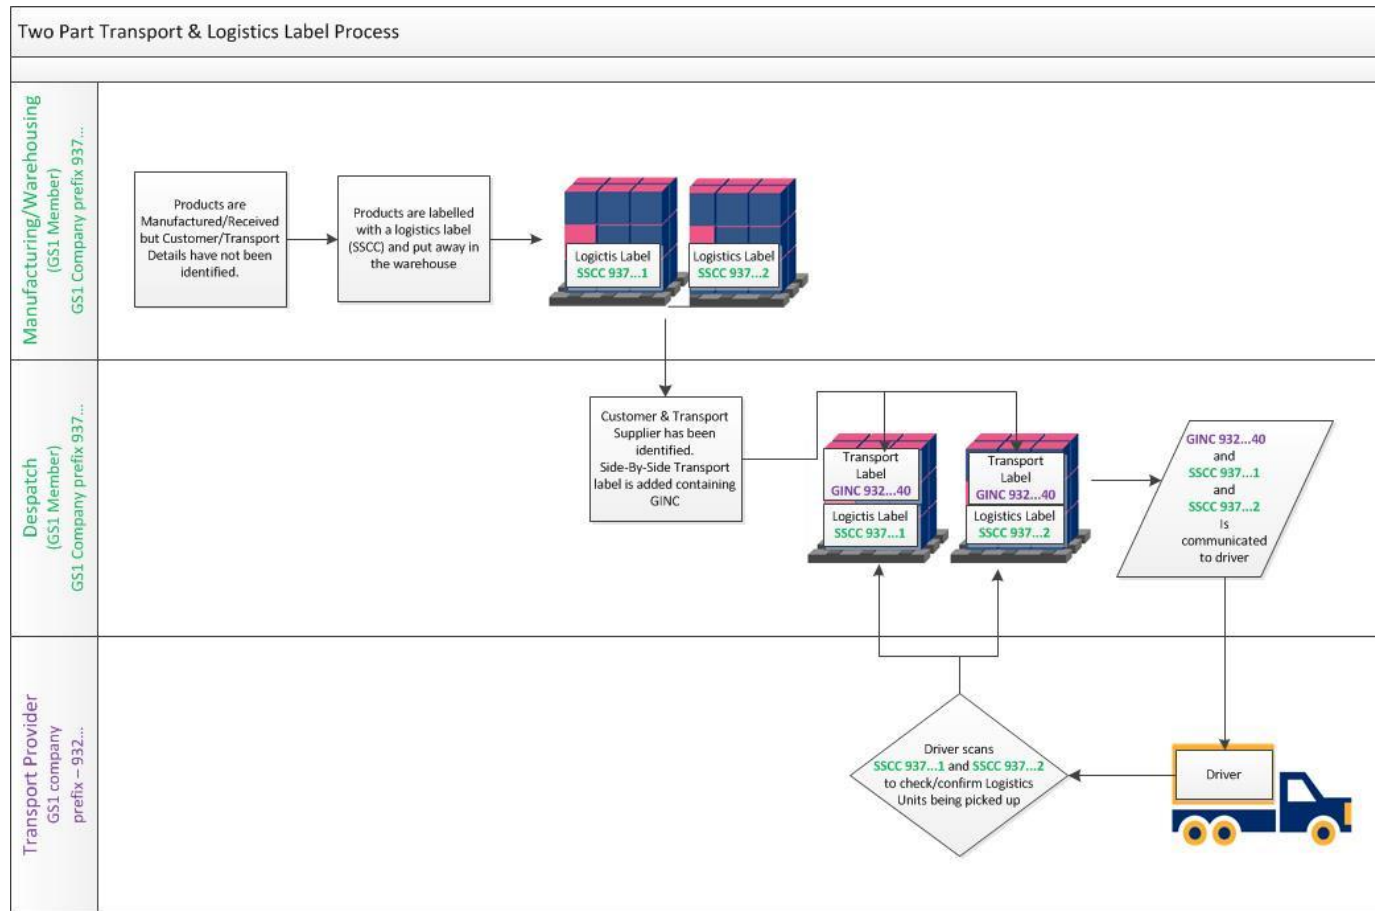 Two Part Transport & Logistics Label Process
Manufacturing/Warehousing
(GS1 Member)
GS1 Company prefix 937...
Products are
Manufactured/Received
but Customer/Transport
Details have not been
identified.
Products are labelled
with a logistics label
(SSCC) and put away in
the warehouse
Logictis Label
SSCC 937...1
Logistics Label
SSCC 937...2
Despatch
(GS1 Member)
GS1 Company prefix 937...
Customer & Transport
Supplier has been
identified.
Side-By-Side Transport
label is added containing
GINC
Transport
Label
GINC 932...40
Logictis Label
SSCC 937...1
Transport
Label
GINC 932...40
Logistics Label
SSCC 937...2
GINC 932...40
and
SSCC 937...1
and
SSCC 937...2
Is
communicated
to driver
Transport Provider
GS1 company
prefix – 932...
Driver scans
SSCC 937...1 and SSCC 937...2
to check/confirm Logistics
Units being picked up
Driver